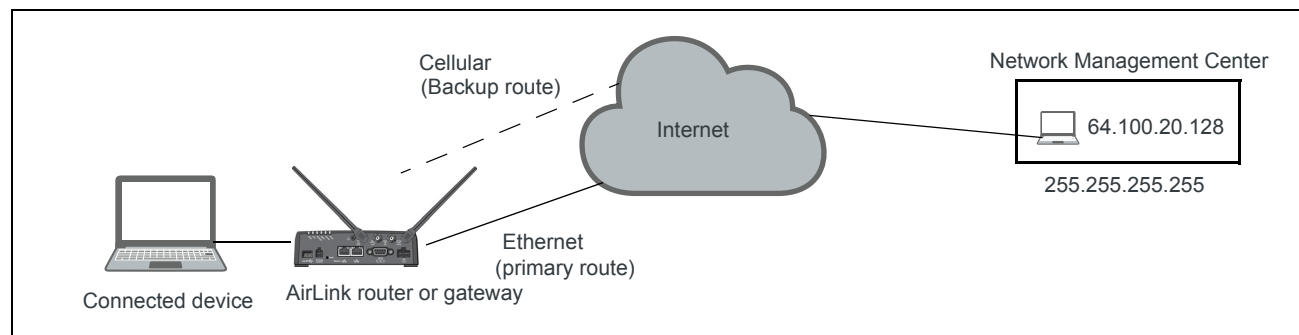 Cellular
(Backup route)
Network Management Center
Internet
64.100.20.128
255.255.255.255
Ethernet
(primary route)
Connected device
AirLink router or gateway